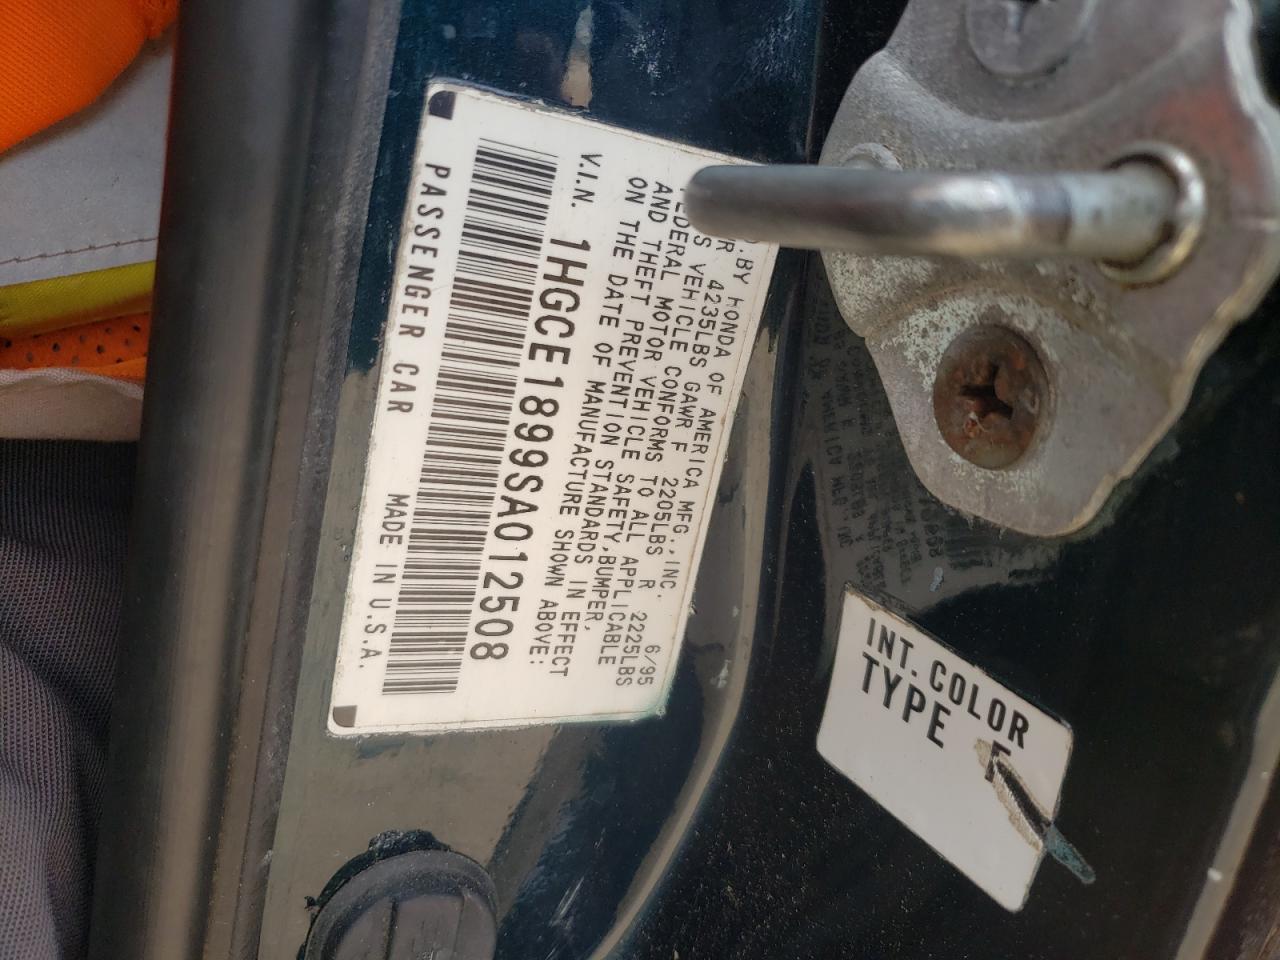 D BY HONDA OF AMERICA MFG.,INC. 6/95
R 4235LBS GAWR F 2205LBS R 2225LBS
S VEHICLE CONFORMS TO ALL APPLICABLE
FEDERAL MOTOR VEHICLE SAFETY,BUMPER,
AND THEFT PREVENTION STANDARDS IN EFFECT
ON THE DATE OF MANUFACTURE SHOWN ABOVE:
V.I.N. 1HGCE1899SA012508
PASSENGER CAR MADE IN U.S.A.
INT. COLOR
TYPE